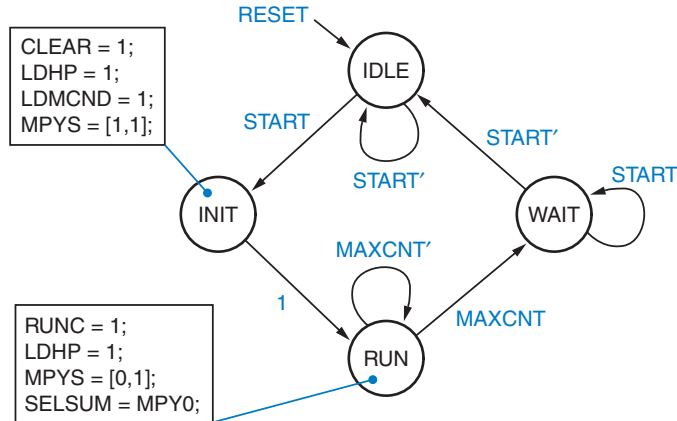 RESET
CLEAR = 1;
LDHP = 1;
LDMCND = 1;
MPYS = [1,1];
IDLE
START
START′
START′
START
INIT
WAIT
MAXCNT′
1
MAXCNT
RUNC = 1;
LDHP = 1;
MPYS = [0,1];
SELSUM = MPY0;
RUN